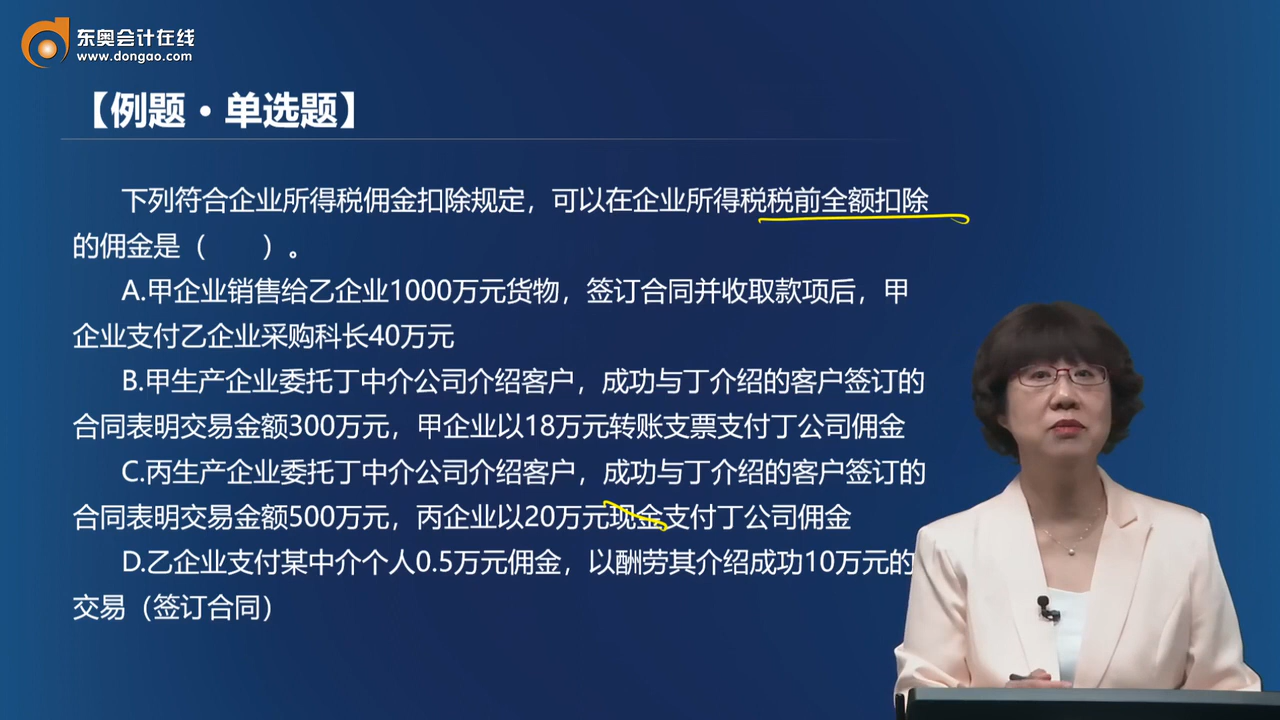 东奥会计在线
www.dongao.com
【例题·单选题】
下列符合企业所得税佣金扣除规定，可以在企业所得税税前全额扣除
的佣金是（　　）。
A.甲企业销售给乙企业1000万元货物，签订合同并收取款项后，甲
企业支付乙企业采购科长40万元
B.甲生产企业委托丁中介公司介绍客户，成功与丁介绍的客户签订的
合同表明交易金额300万元，甲企业以18万元转账支票支付丁公司佣金
C.丙生产企业委托丁中介公司介绍客户，成功与丁介绍的客户签订的
合同表明交易金额500万元，丙企业以20万元现金支付丁公司佣金
D.乙企业支付某中介个人0.5万元佣金，以酬劳其介绍成功10万元的
交易（签订合同）